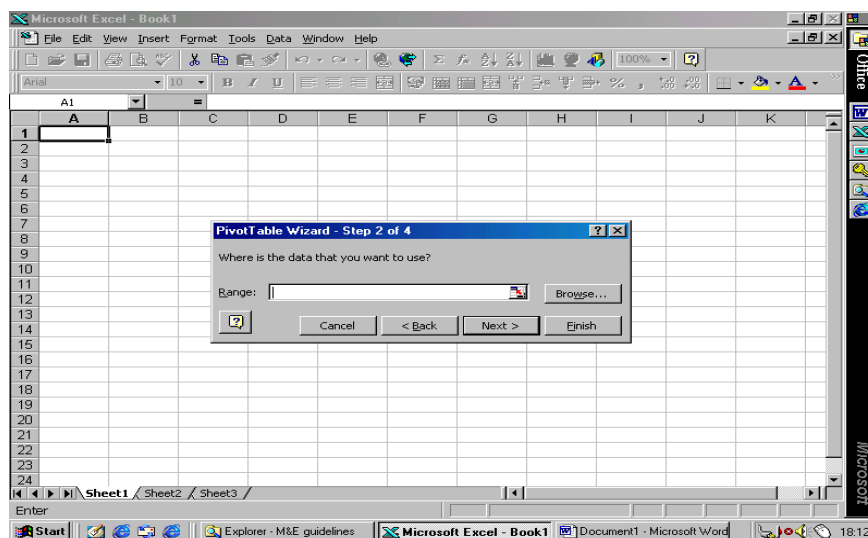 Microsoft Excel - Book1
File Edit View Insert Format Tools Data Window Help
100%
Arial 10 B I U % ,
A1 =
A B C D E F G H I J K
1
2
3
4
5
6
7
8
9
10
11
12
13
14
15
16
17
18
19
20
21
22
23
24
PivotTable Wizard - Step 2 of 4
Where is the data that you want to use?
Range: Browse...
Cancel < Back Next > Finish
Sheet1 Sheet2 Sheet3
Enter
Start Explorer - M&E guidelines Microsoft Excel - Book1 Document1 - Microsoft Word 18:12
Office
Microsoft